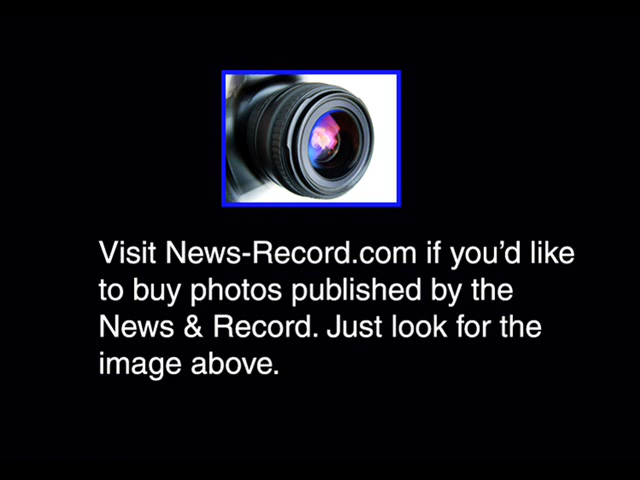 Visit News-Record.com if you’d like
to buy photos published by the
News & Record. Just look for the
image above.